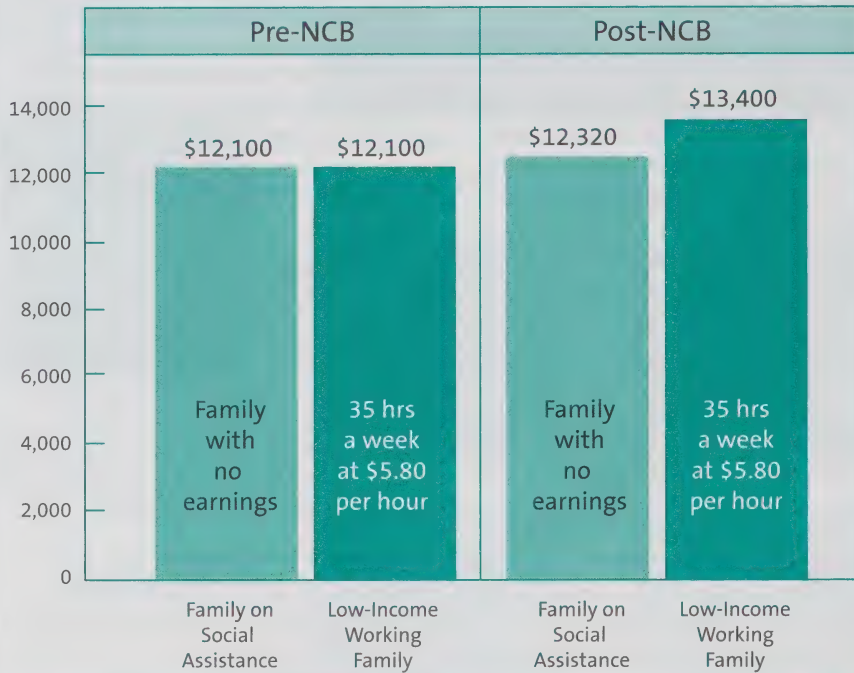 Pre-NCB
Post-NCB
14,000
12,000
10,000
8,000
6,000
4,000
2,000
0
$12,100
$12,100
$12,320
$13,400
Family
with
no
earnings
35 hrs
a week
at $5.80
per hour
Family
with
no
earnings
35 hrs
a week
at $5.80
per hour
Family on
Social
Assistance
Low-Income
Working
Family
Family on
Social
Assistance
Low-Income
Working
Family